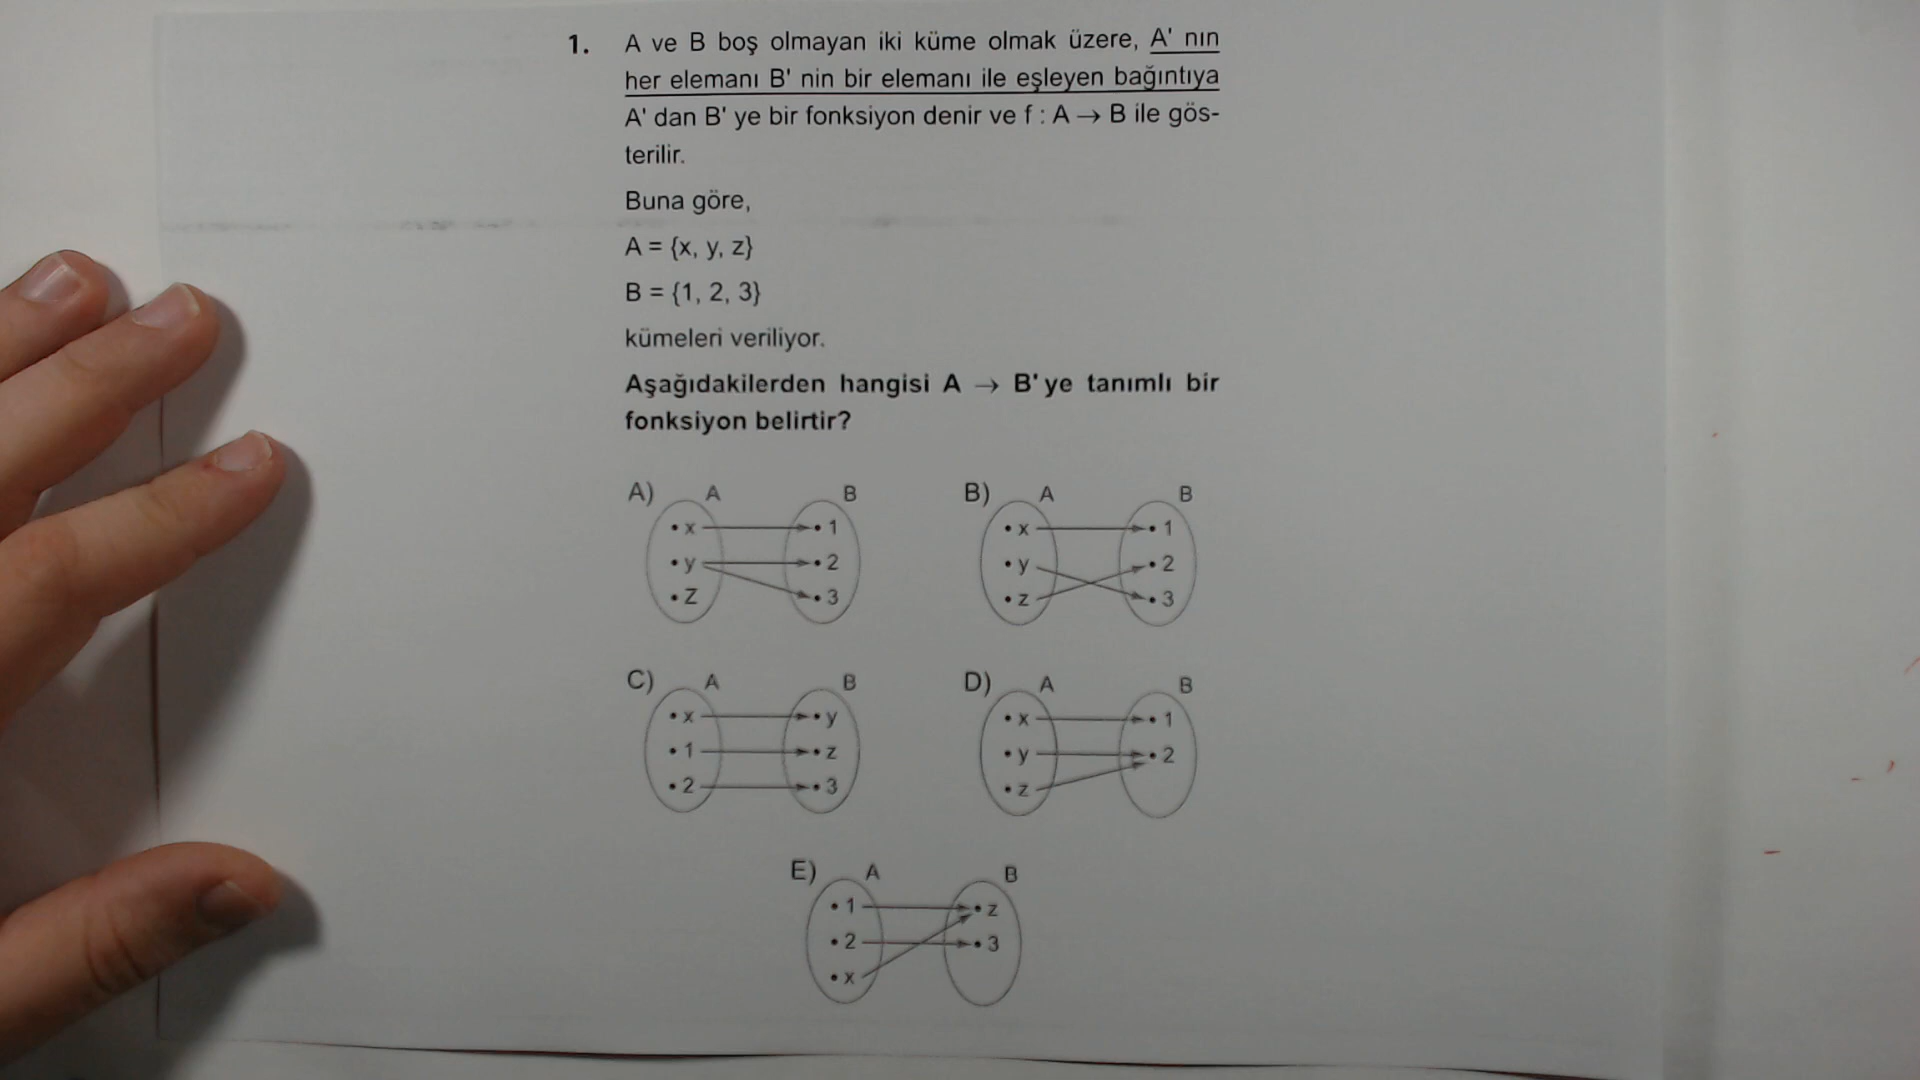 1. A ve B boş olmayan iki küme olmak üzere, A' nın
her elemanı B' nin bir elemanı ile eşleyen bağıntıya
A' dan B' ye bir fonksiyon denir ve f : A → B ile gös-
terilir.
Buna göre,
A = {x, y, z}
B = {1, 2, 3}
kümeleri veriliyor.
Aşağıdakilerden hangisi A → B' ye tanımlı bir
fonksiyon belirtir?
A) A B
• x • 1
• y • 2
• z • 3
B) A B
• x • 1
• y • 2
• z • 3
C) A B
• x • y
• 1 • z
• 2 • 3
D) A B
• x • 1
• y • 2
• z
E) A B
• 1 • z
• 2 • 3
• x